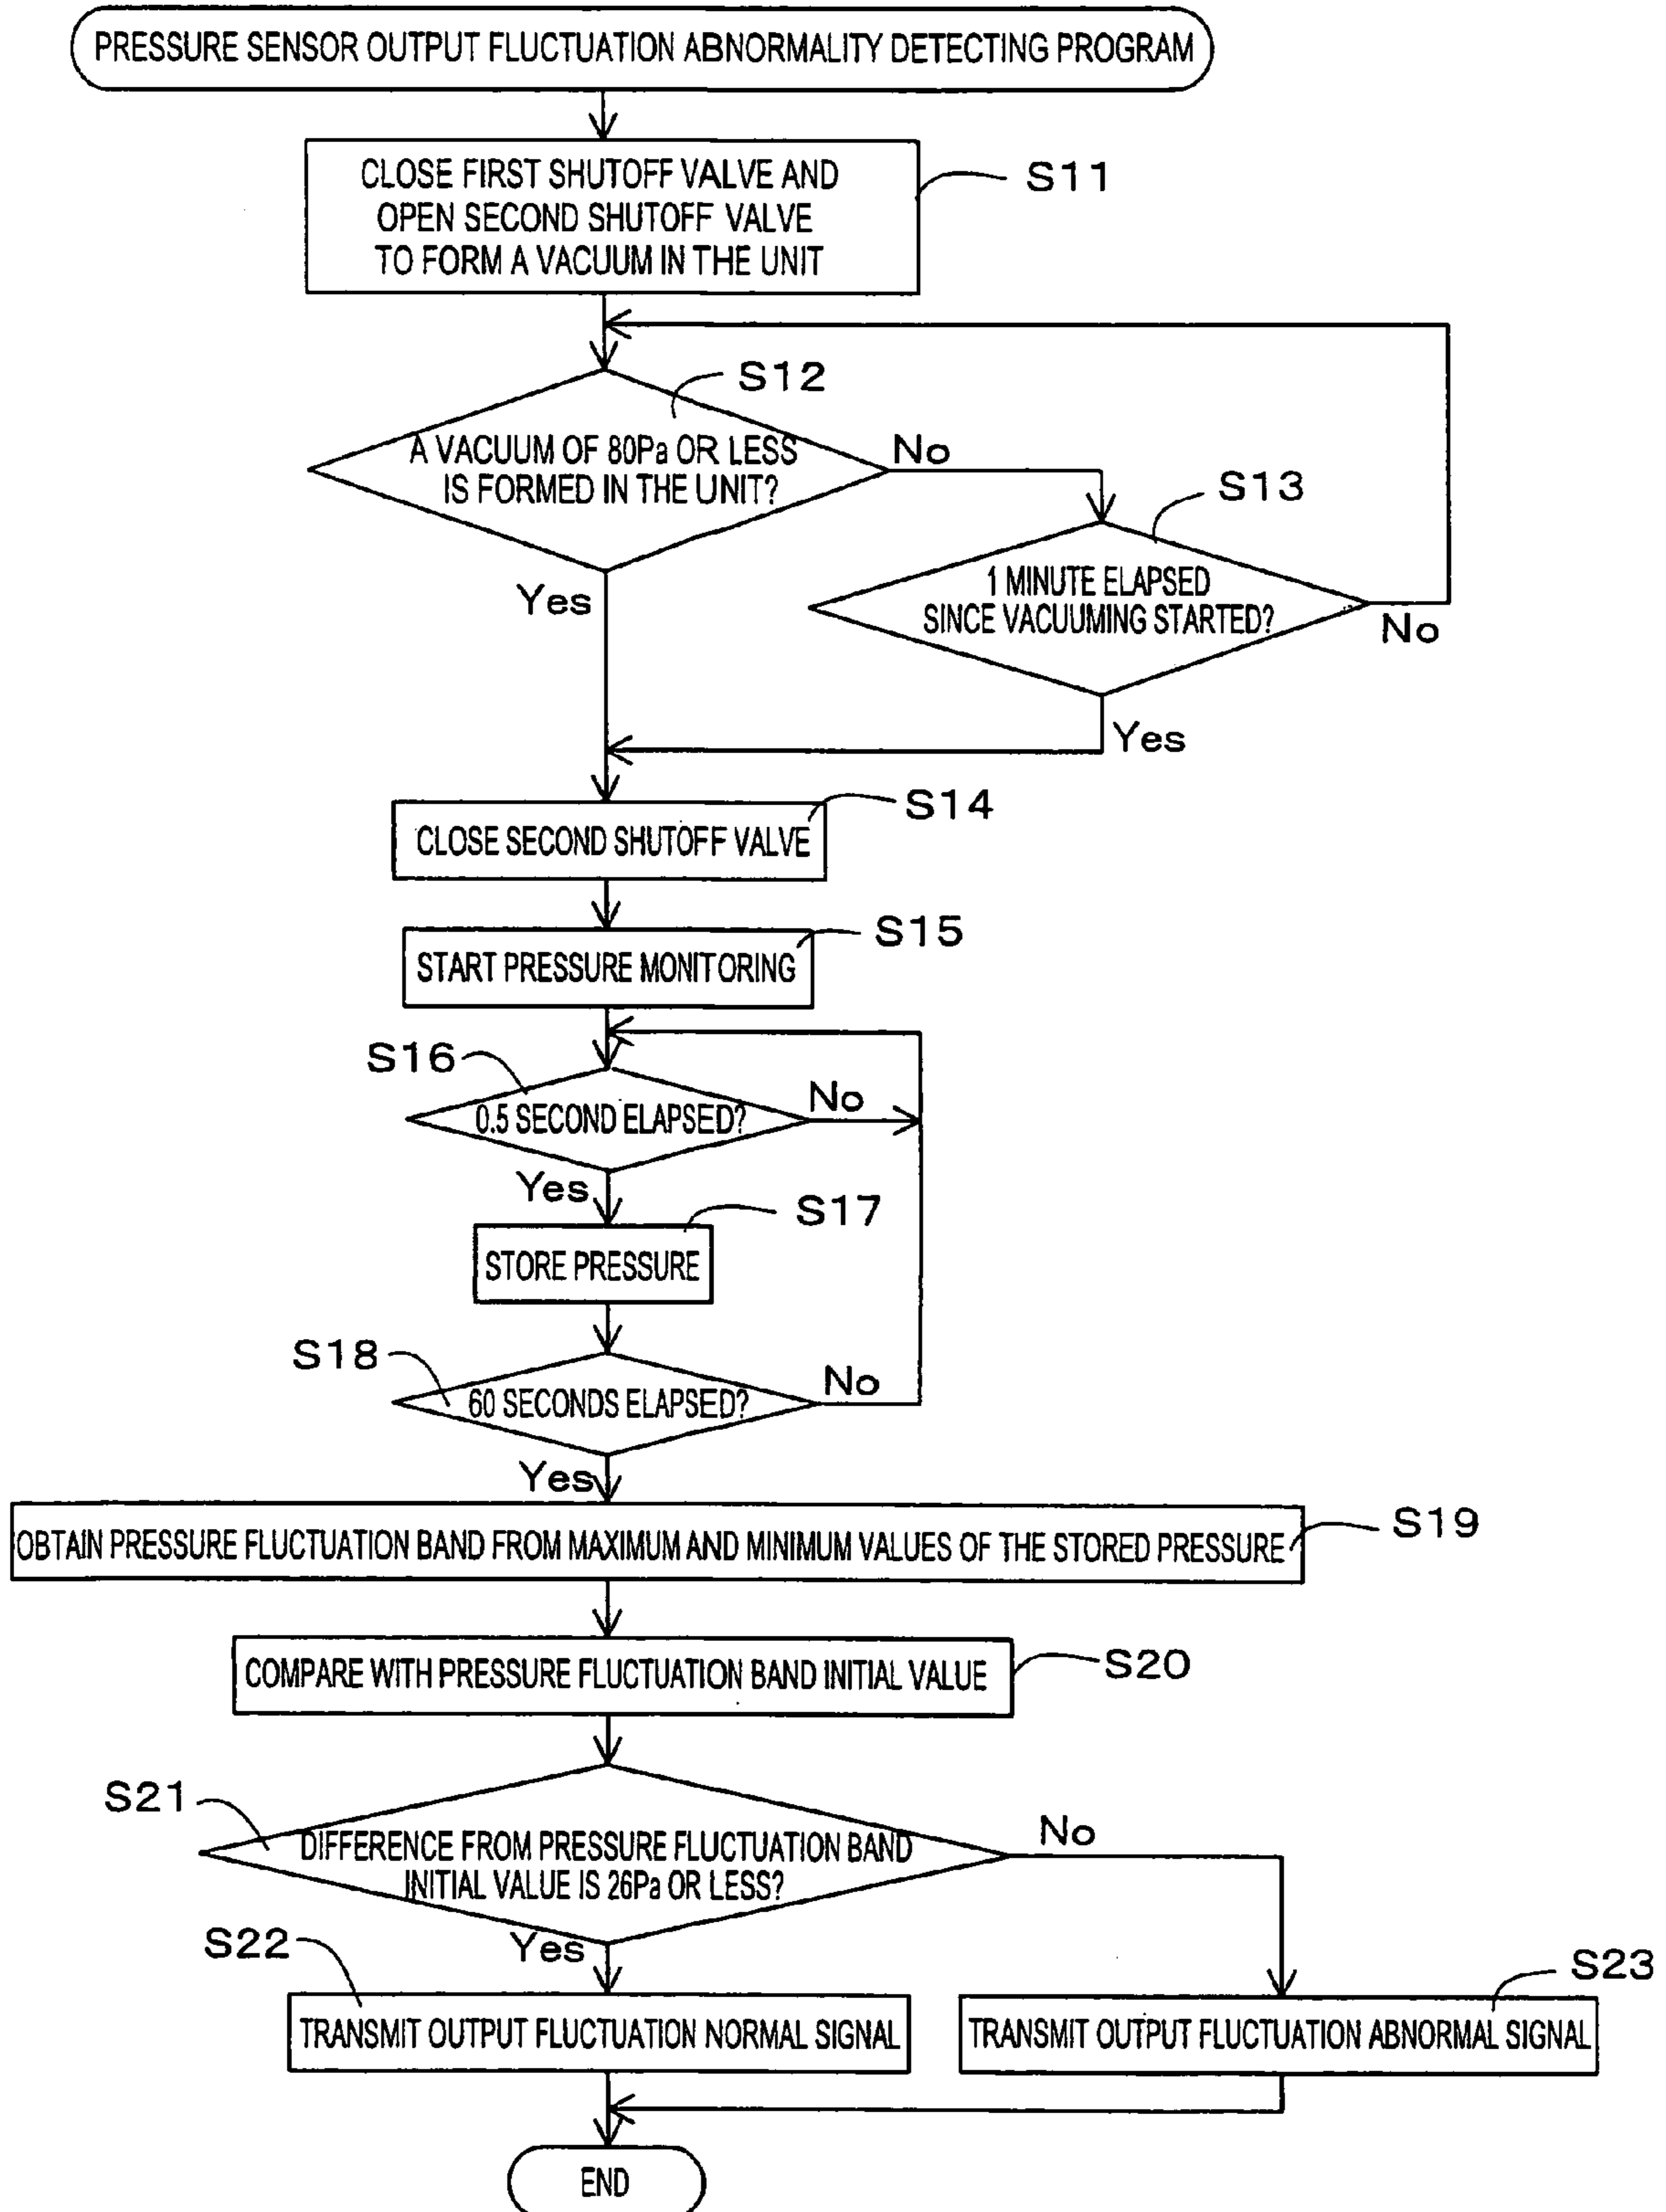 PRESSURE SENSOR OUTPUT FLUCTUATION ABNORMALITY DETECTING PROGRAM
CLOSE FIRST SHUTOFF VALVE AND
OPEN SECOND SHUTOFF VALVE
TO FORM A VACUUM IN THE UNIT
S11
S12
A VACUUM OF 80Pa OR LESS
IS FORMED IN THE UNIT?
No
Yes
S13
1 MINUTE ELAPSED
SINCE VACUUMING STARTED?
No
Yes
S14
CLOSE SECOND SHUTOFF VALVE
S15
START PRESSURE MONITORING
S16
0.5 SECOND ELAPSED?
No
Yes
S17
STORE PRESSURE
S18
60 SECONDS ELAPSED?
No
Yes
OBTAIN PRESSURE FLUCTUATION BAND FROM MAXIMUM AND MINIMUM VALUES OF THE STORED PRESSURE
S19
COMPARE WITH PRESSURE FLUCTUATION BAND INITIAL VALUE
S20
S21
DIFFERENCE FROM PRESSURE FLUCTUATION BAND
INITIAL VALUE IS 26Pa OR LESS?
No
Yes
S22
TRANSMIT OUTPUT FLUCTUATION NORMAL SIGNAL
S23
TRANSMIT OUTPUT FLUCTUATION ABNORMAL SIGNAL
END